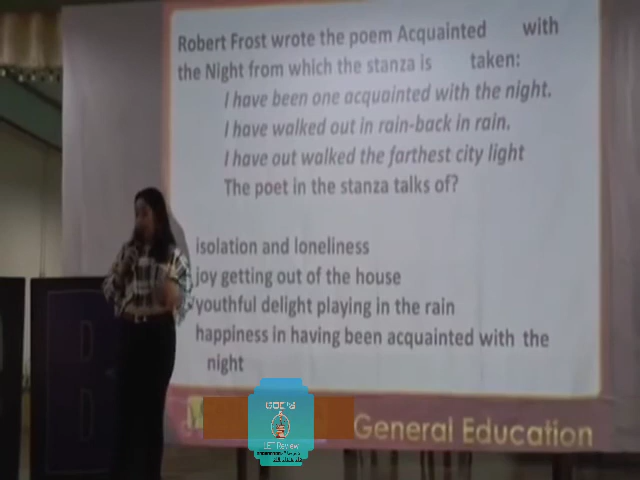 Robert Frost wrote the poem Acquainted with
the Night from which the stanza is taken:
I have been one acquainted with the night.
I have walked out in rain-back in rain.
I have out walked the farthest city light
The poet in the stanza talks of?
isolation and loneliness
joy getting out of the house
youthful delight playing in the rain
happiness in having been acquainted with the
night
LET Review
General Education